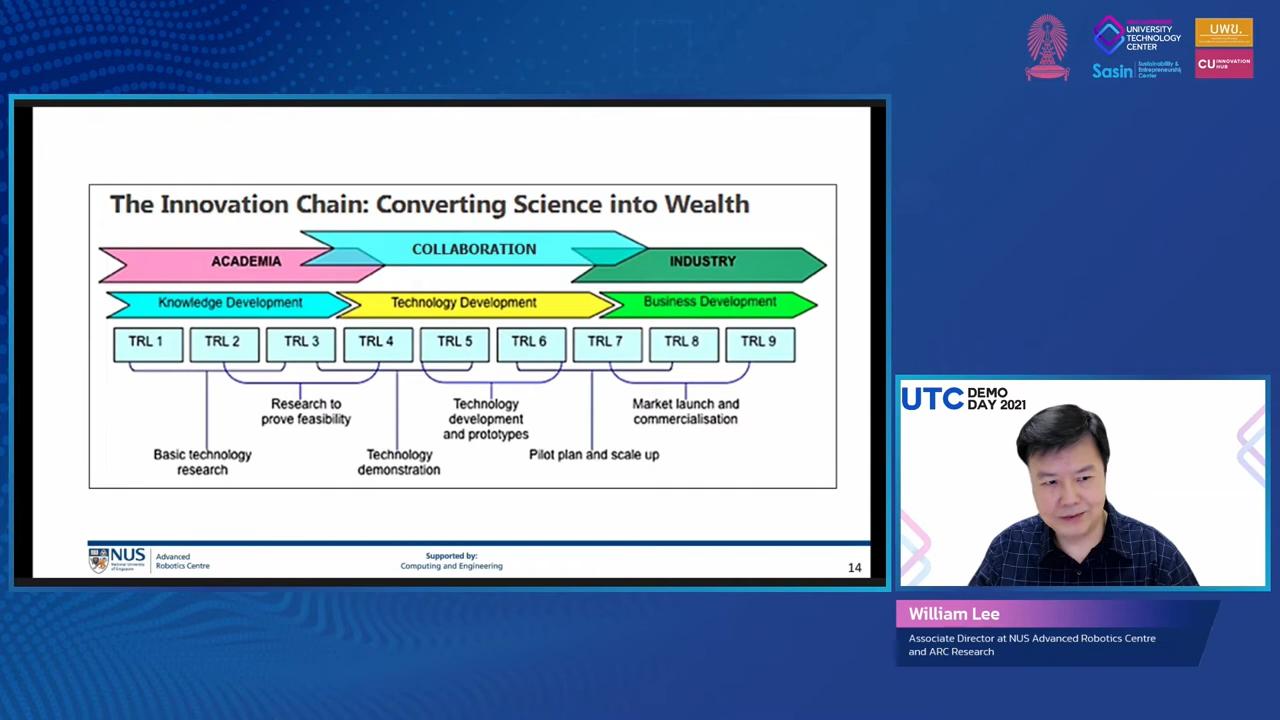 UNIVERSITY
TECHNOLOGY
CENTER
Sasin
Sustainability &
Entrepreneurship
Center
UWU.
CU INNOVATION
HUB
The Innovation Chain: Converting Science into Wealth
COLLABORATION
ACADEMIA
INDUSTRY
Knowledge Development
Technology Development
Business Development
TRL 1
TRL 2
TRL 3
TRL 4
TRL 5
TRL 6
TRL 7
TRL 8
TRL 9
Research to
prove feasibility
Technology
development
and prototypes
Market launch and
commercialisation
Basic technology
research
Technology
demonstration
Pilot plan and scale up
NUS
National University
of Singapore
Advanced
Robotics Centre
Supported by:
Computing and Engineering
14
UTC DEMO
DAY 2021
William Lee
Associate Director at NUS Advanced Robotics Centre
and ARC Research